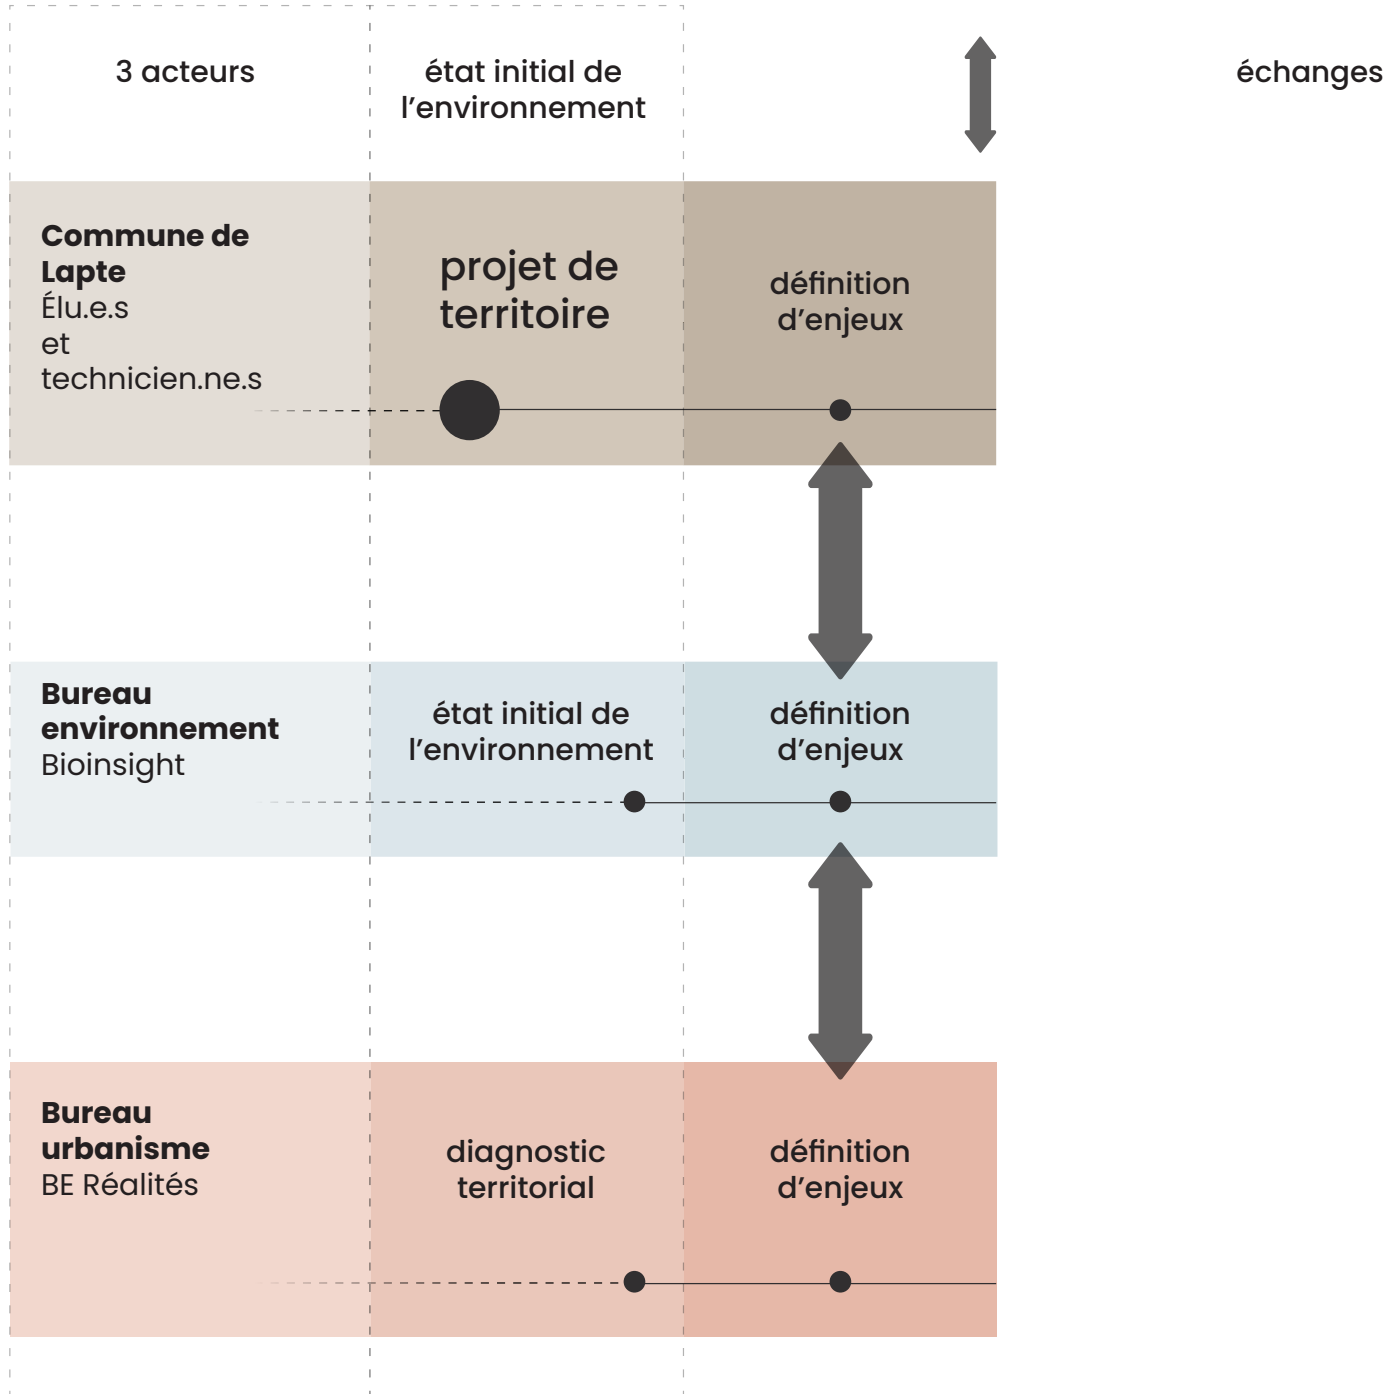 3 acteurs
état initial de
l’environnement
échanges
Commune de
Lapte
Élu.e.s
et
technicien.ne.s
projet de
territoire
définition
d’enjeux
Bureau
environnement
Bioinsight
état initial de
l’environnement
définition
d’enjeux
Bureau
urbanisme
BE Réalités
diagnostic
territorial
définition
d’enjeux